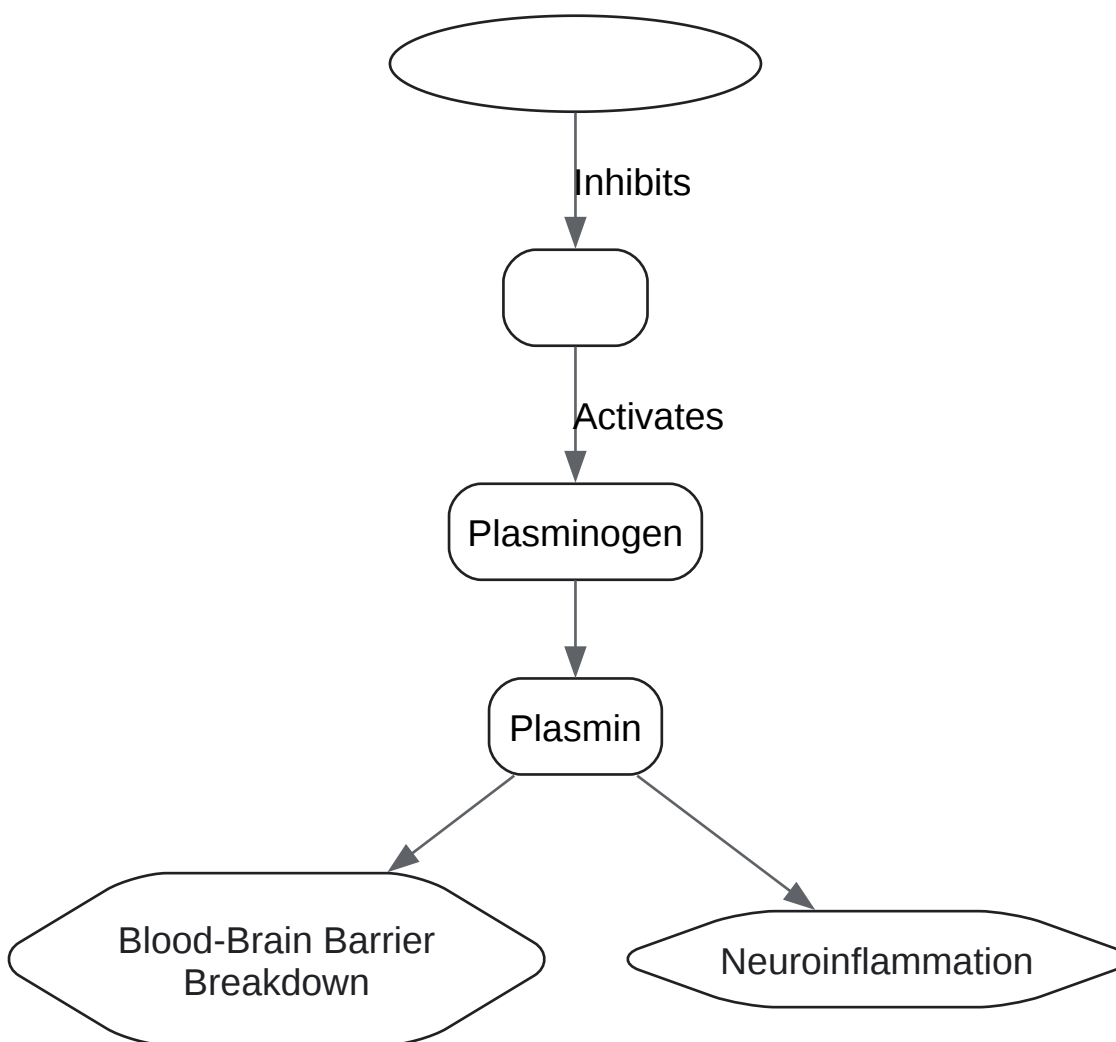 Inhibits
Activates
Plasminogen
Plasmin
Blood-Brain Barrier
Breakdown
Neuroinflammation